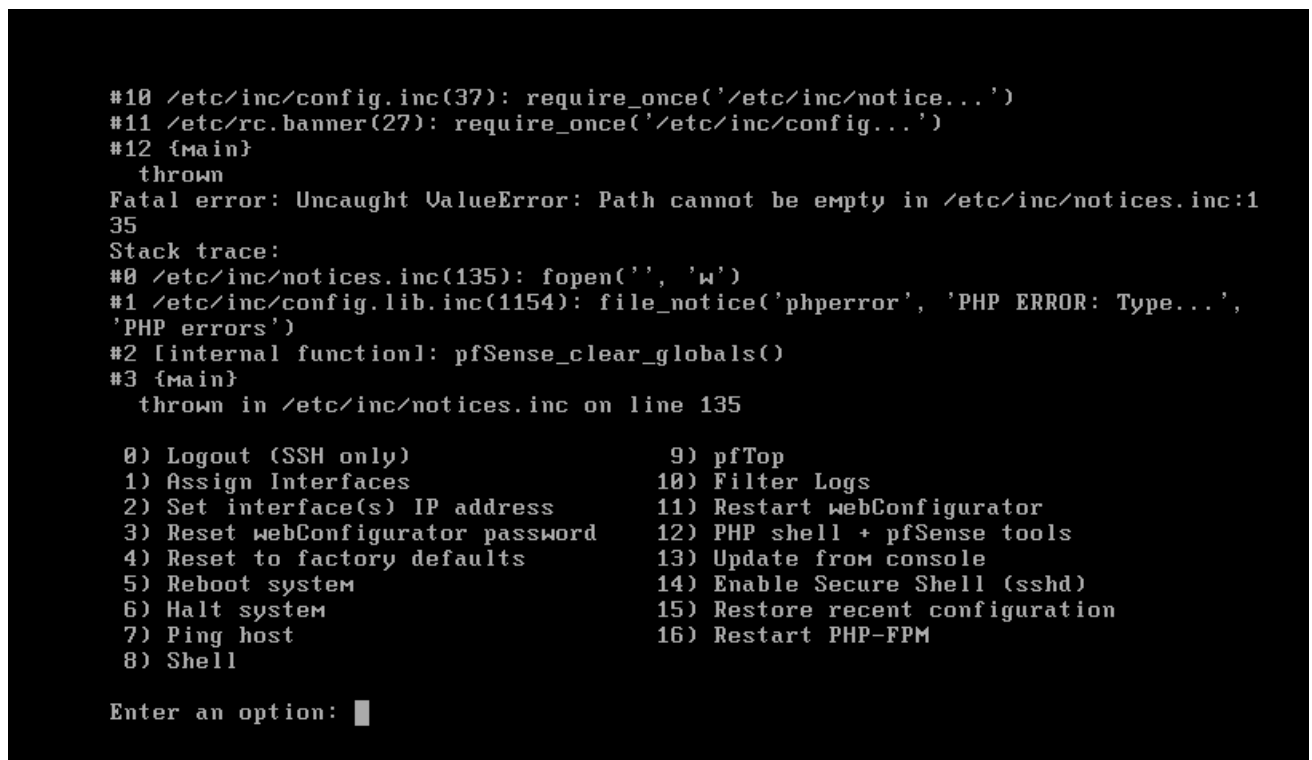 #10 /etc/inc/config.inc(37): require_once('/etc/inc/notice...')
#11 /etc/rc.banner(27): require_once('/etc/inc/config...')
#12 {main}
  thrown
Fatal error: Uncaught ValueError: Path cannot be empty in /etc/inc/notices.inc:1
35
Stack trace:
#0 /etc/inc/notices.inc(135): fopen('', 'w')
#1 /etc/inc/config.lib.inc(1154): file_notice('phperror', 'PHP ERROR: Type...',
'PHP errors')
#2 [internal function]: pfSense_clear_globals()
#3 {main}
  thrown in /etc/inc/notices.inc on line 135
0) Logout (SSH only)                  9) pfTop
1) Assign Interfaces                 10) Filter Logs
2) Set interface(s) IP address       11) Restart webConfigurator
3) Reset webConfigurator password    12) PHP shell + pfSense tools
4) Reset to factory defaults         13) Update from console
5) Reboot system                     14) Enable Secure Shell (sshd)
6) Halt system                       15) Restore recent configuration
7) Ping host                         16) Restart PHP-FPM
8) Shell
Enter an option: